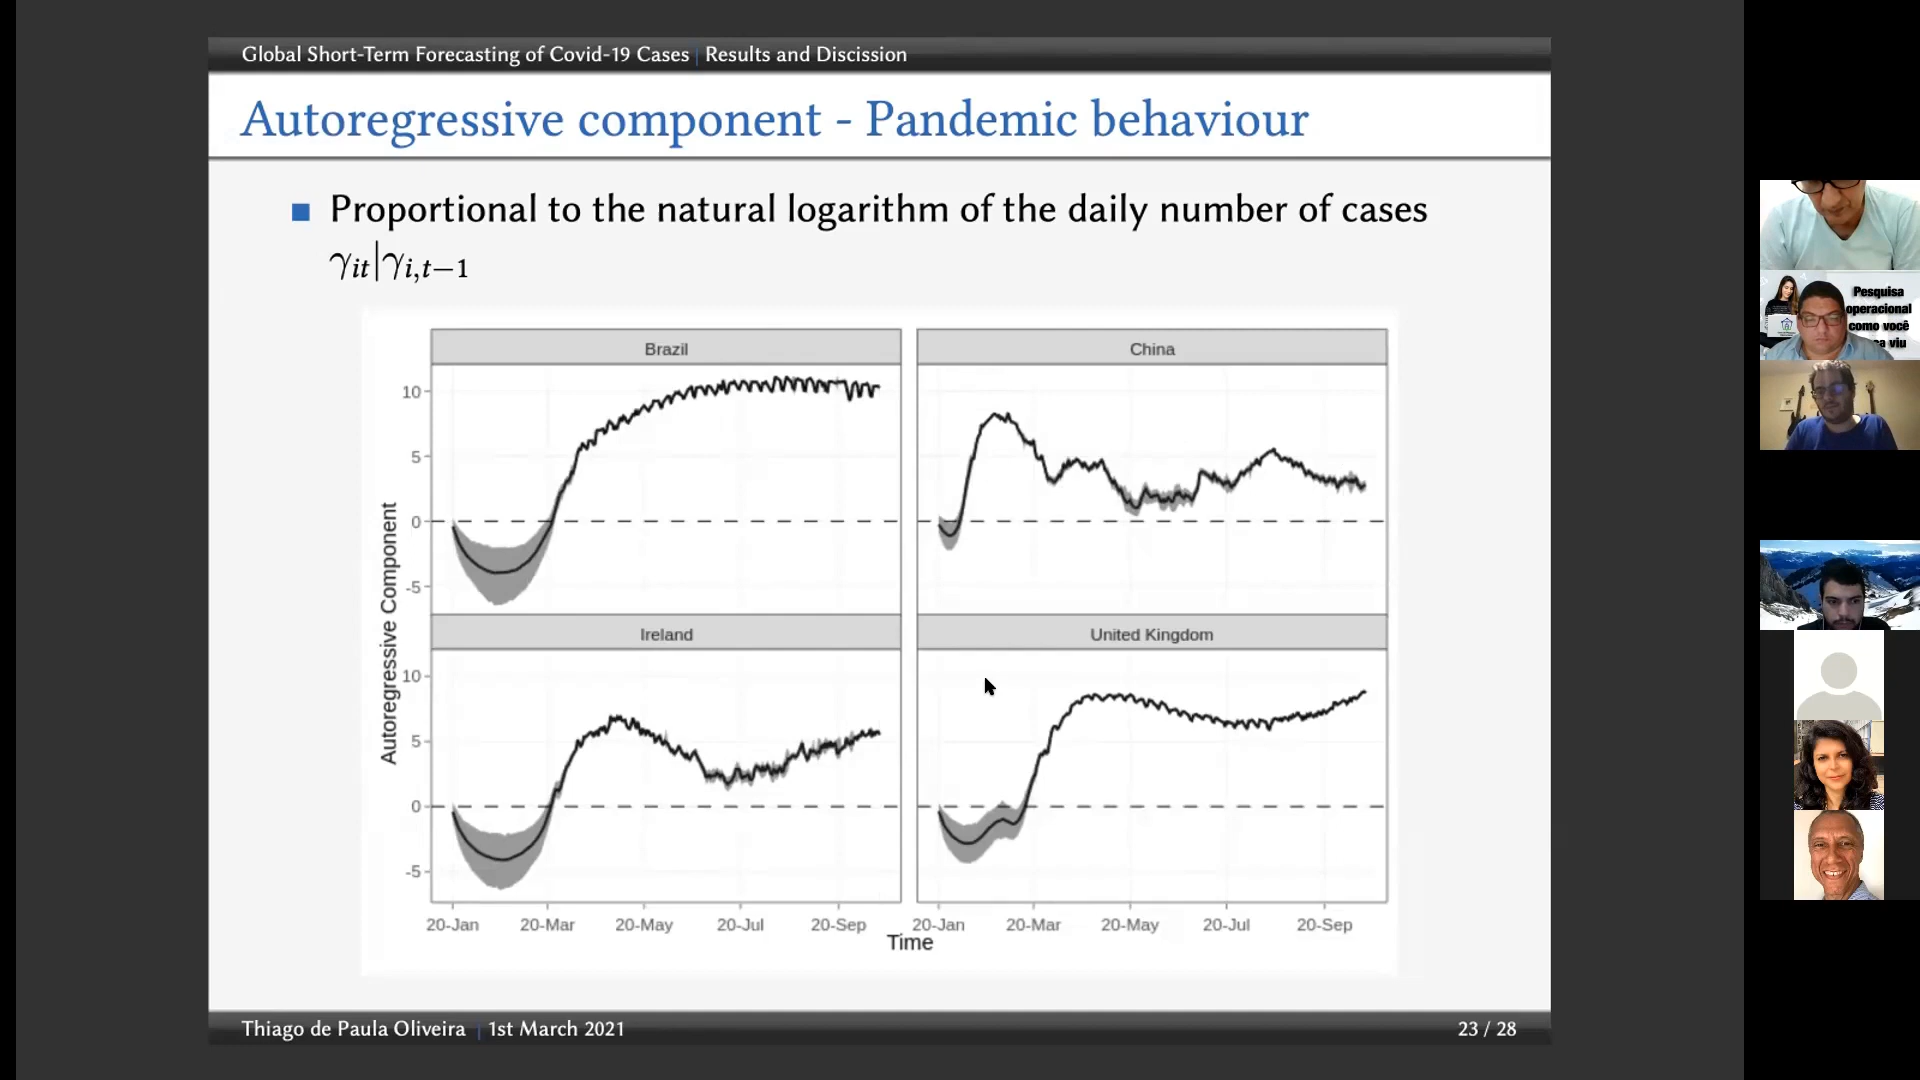 Global Short-Term Forecasting of Covid-19 Cases | Results and Discission
Autoregressive component - Pandemic behaviour
Proportional to the natural logarithm of the daily number of cases
γit|γi,t−1
Brazil
China
10
5
0
-5
Ireland
United Kingdom
10
5
0
-5
Autoregressive Component
20-Jan 20-Mar 20-May 20-Jul 20-Sep 20-Jan 20-Mar 20-May 20-Jul 20-Sep
Time
Thiago de Paula Oliveira | 1st March 2021
23 / 28
Pesquisa
operacional
como você
viu